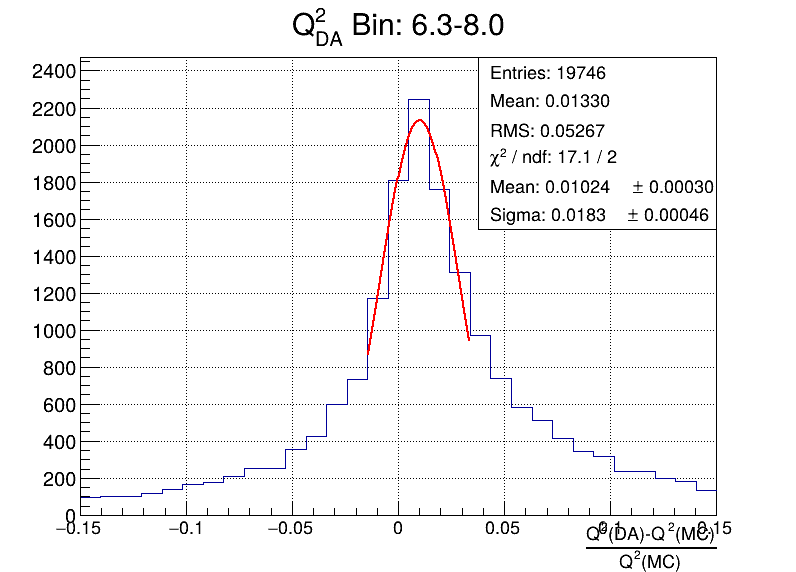 Q²_DA Bin: 6.3-8.0
Entries: 19746
Mean: 0.01330
RMS: 0.05267
χ² / ndf: 17.1 / 2
Mean: 0.01024 ± 0.00030
Sigma: 0.0183 ± 0.00046
2400
2200
2000
1800
1600
1400
1200
1000
800
600
400
200
0
−0.15 −0.1 −0.05 0 0.05 0.1 0.15
Q²(DA)-Q²(MC)
Q²(MC)